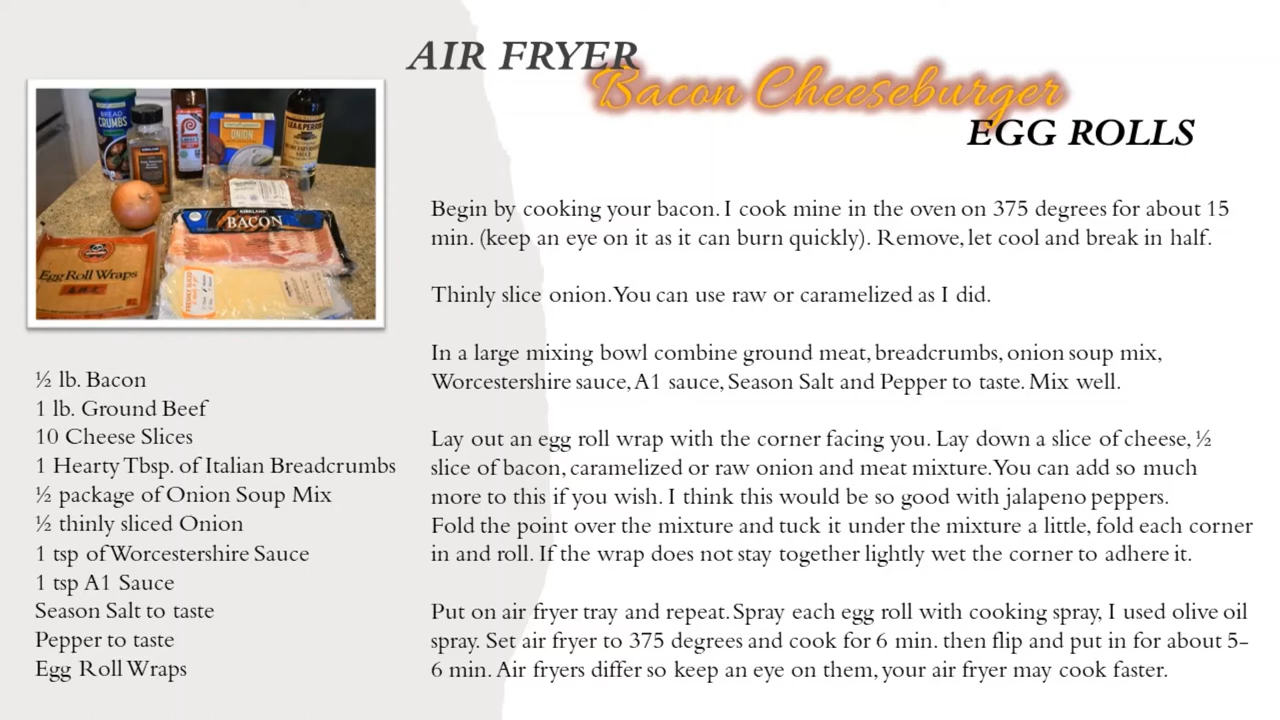 AIR FRYER
Bacon Cheeseburger
EGG ROLLS
BREAD
CRUMBS
KIRKLAND
ONION
LEA & PERRINS
KIRKLAND
BACON
Egg Roll Wraps
FRESHLY SLICED
½ lb. Bacon
1 lb. Ground Beef
10 Cheese Slices
1 Hearty Tbsp. of Italian Breadcrumbs
½ package of Onion Soup Mix
½ thinly sliced Onion
1 tsp of Worcestershire Sauce
1 tsp A1 Sauce
Season Salt to taste
Pepper to taste
Egg Roll Wraps
Begin by cooking your bacon. I cook mine in the oven on 375 degrees for about 15
min. (keep an eye on it as it can burn quickly). Remove, let cool and break in half.
Thinly slice onion. You can use raw or caramelized as I did.
In a large mixing bowl combine ground meat, breadcrumbs, onion soup mix,
Worcestershire sauce, A1 sauce, Season Salt and Pepper to taste. Mix well.
Lay out an egg roll wrap with the corner facing you. Lay down a slice of cheese, ½
slice of bacon, caramelized or raw onion and meat mixture. You can add so much
more to this if you wish. I think this would be so good with jalapeno peppers.
Fold the point over the mixture and tuck it under the mixture a little, fold each corner
in and roll. If the wrap does not stay together lightly wet the corner to adhere it.
Put on air fryer tray and repeat. Spray each egg roll with cooking spray, I used olive oil
spray. Set air fryer to 375 degrees and cook for 6 min. then flip and put in for about 5-
6 min. Air fryers differ so keep an eye on them, your air fryer may cook faster.